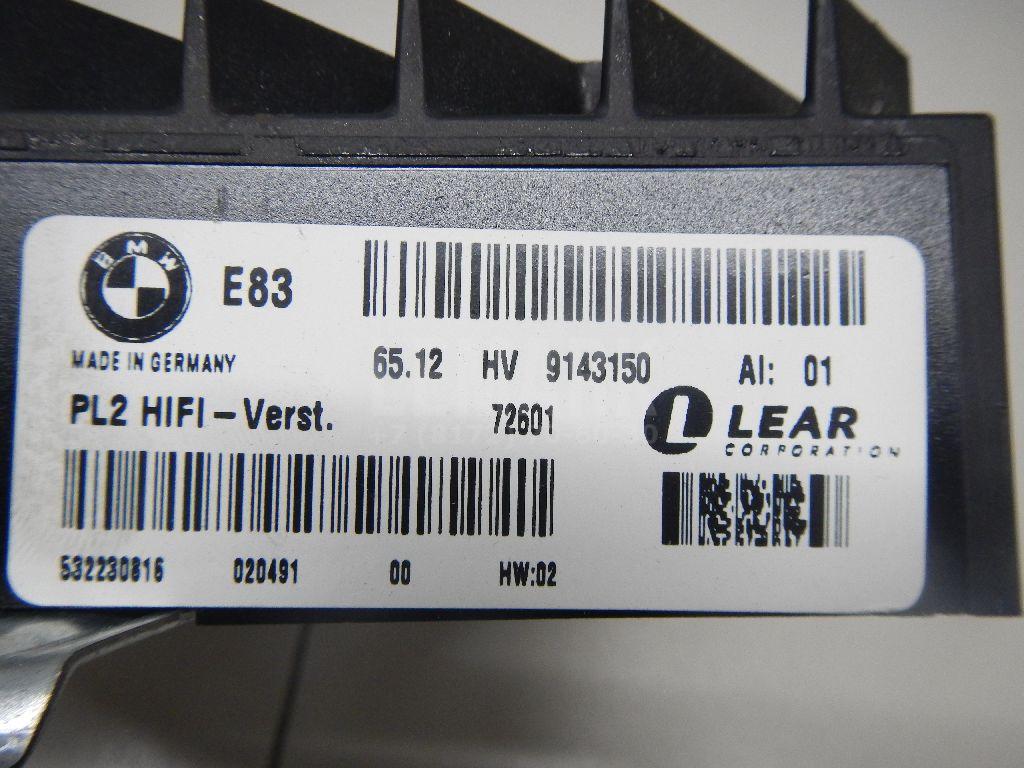 BMW E83
MADE IN GERMANY 65.12 HV 9143150 AI: 01
PL2 HIFI – Verst. 72601 L LEAR
CORPORATION
532230816 020491 00 HW:02